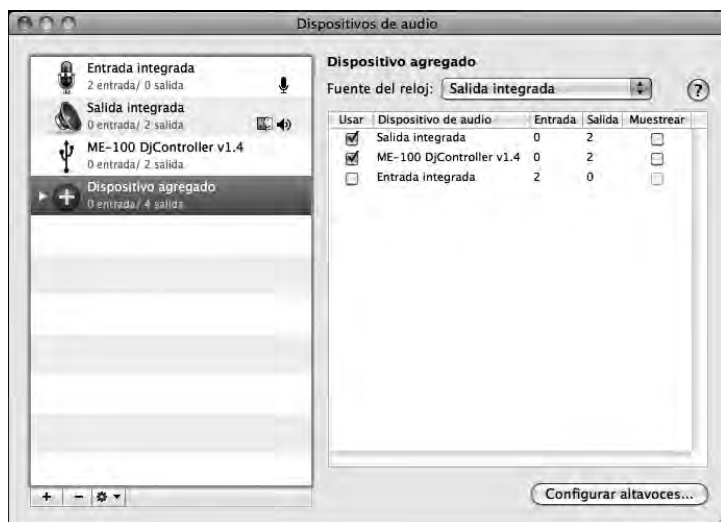 Dispositivos de audio
Entrada integrada
2 entrada/ 0 salida
Salida integrada
0 entrada/ 2 salida
ME-100 DjController v1.4
0 entrada/ 2 salida
Dispositivo agregado
0 entrada/ 4 salida
Dispositivo agregado
Fuente del reloj: Salida integrada ?
Usar Dispositivo de audio Entrada Salida Muestrear
Salida integrada 0 2
ME-100 DjController v1.4 0 2
Entrada integrada 2 0
+ −
Configurar altavoces...